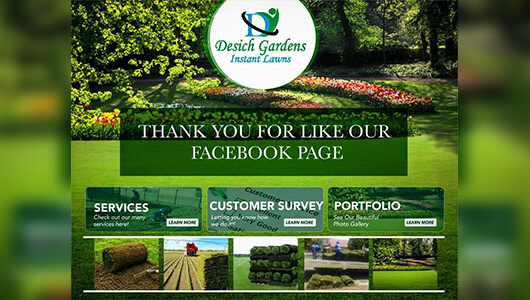 Desich Gardens
Instant Lawns
THANK YOU FOR LIKE OUR
FACEBOOK PAGE
SERVICES
Check out our many
services here!
LEARN MORE
CUSTOMER SURVEY
Letting you know how
we do it!!
LEARN MORE
PORTFOLIO
See Our Beautiful
Photo Gallery
LEARN MORE